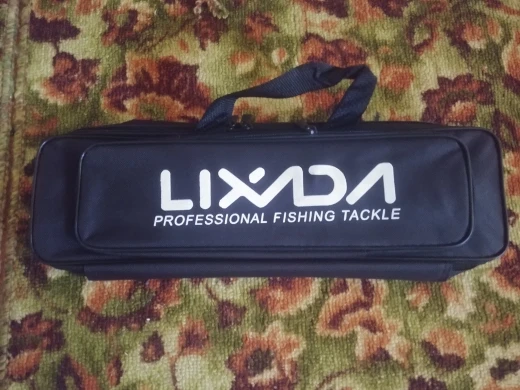 LIXADA
PROFESSIONAL FISHING TACKLE